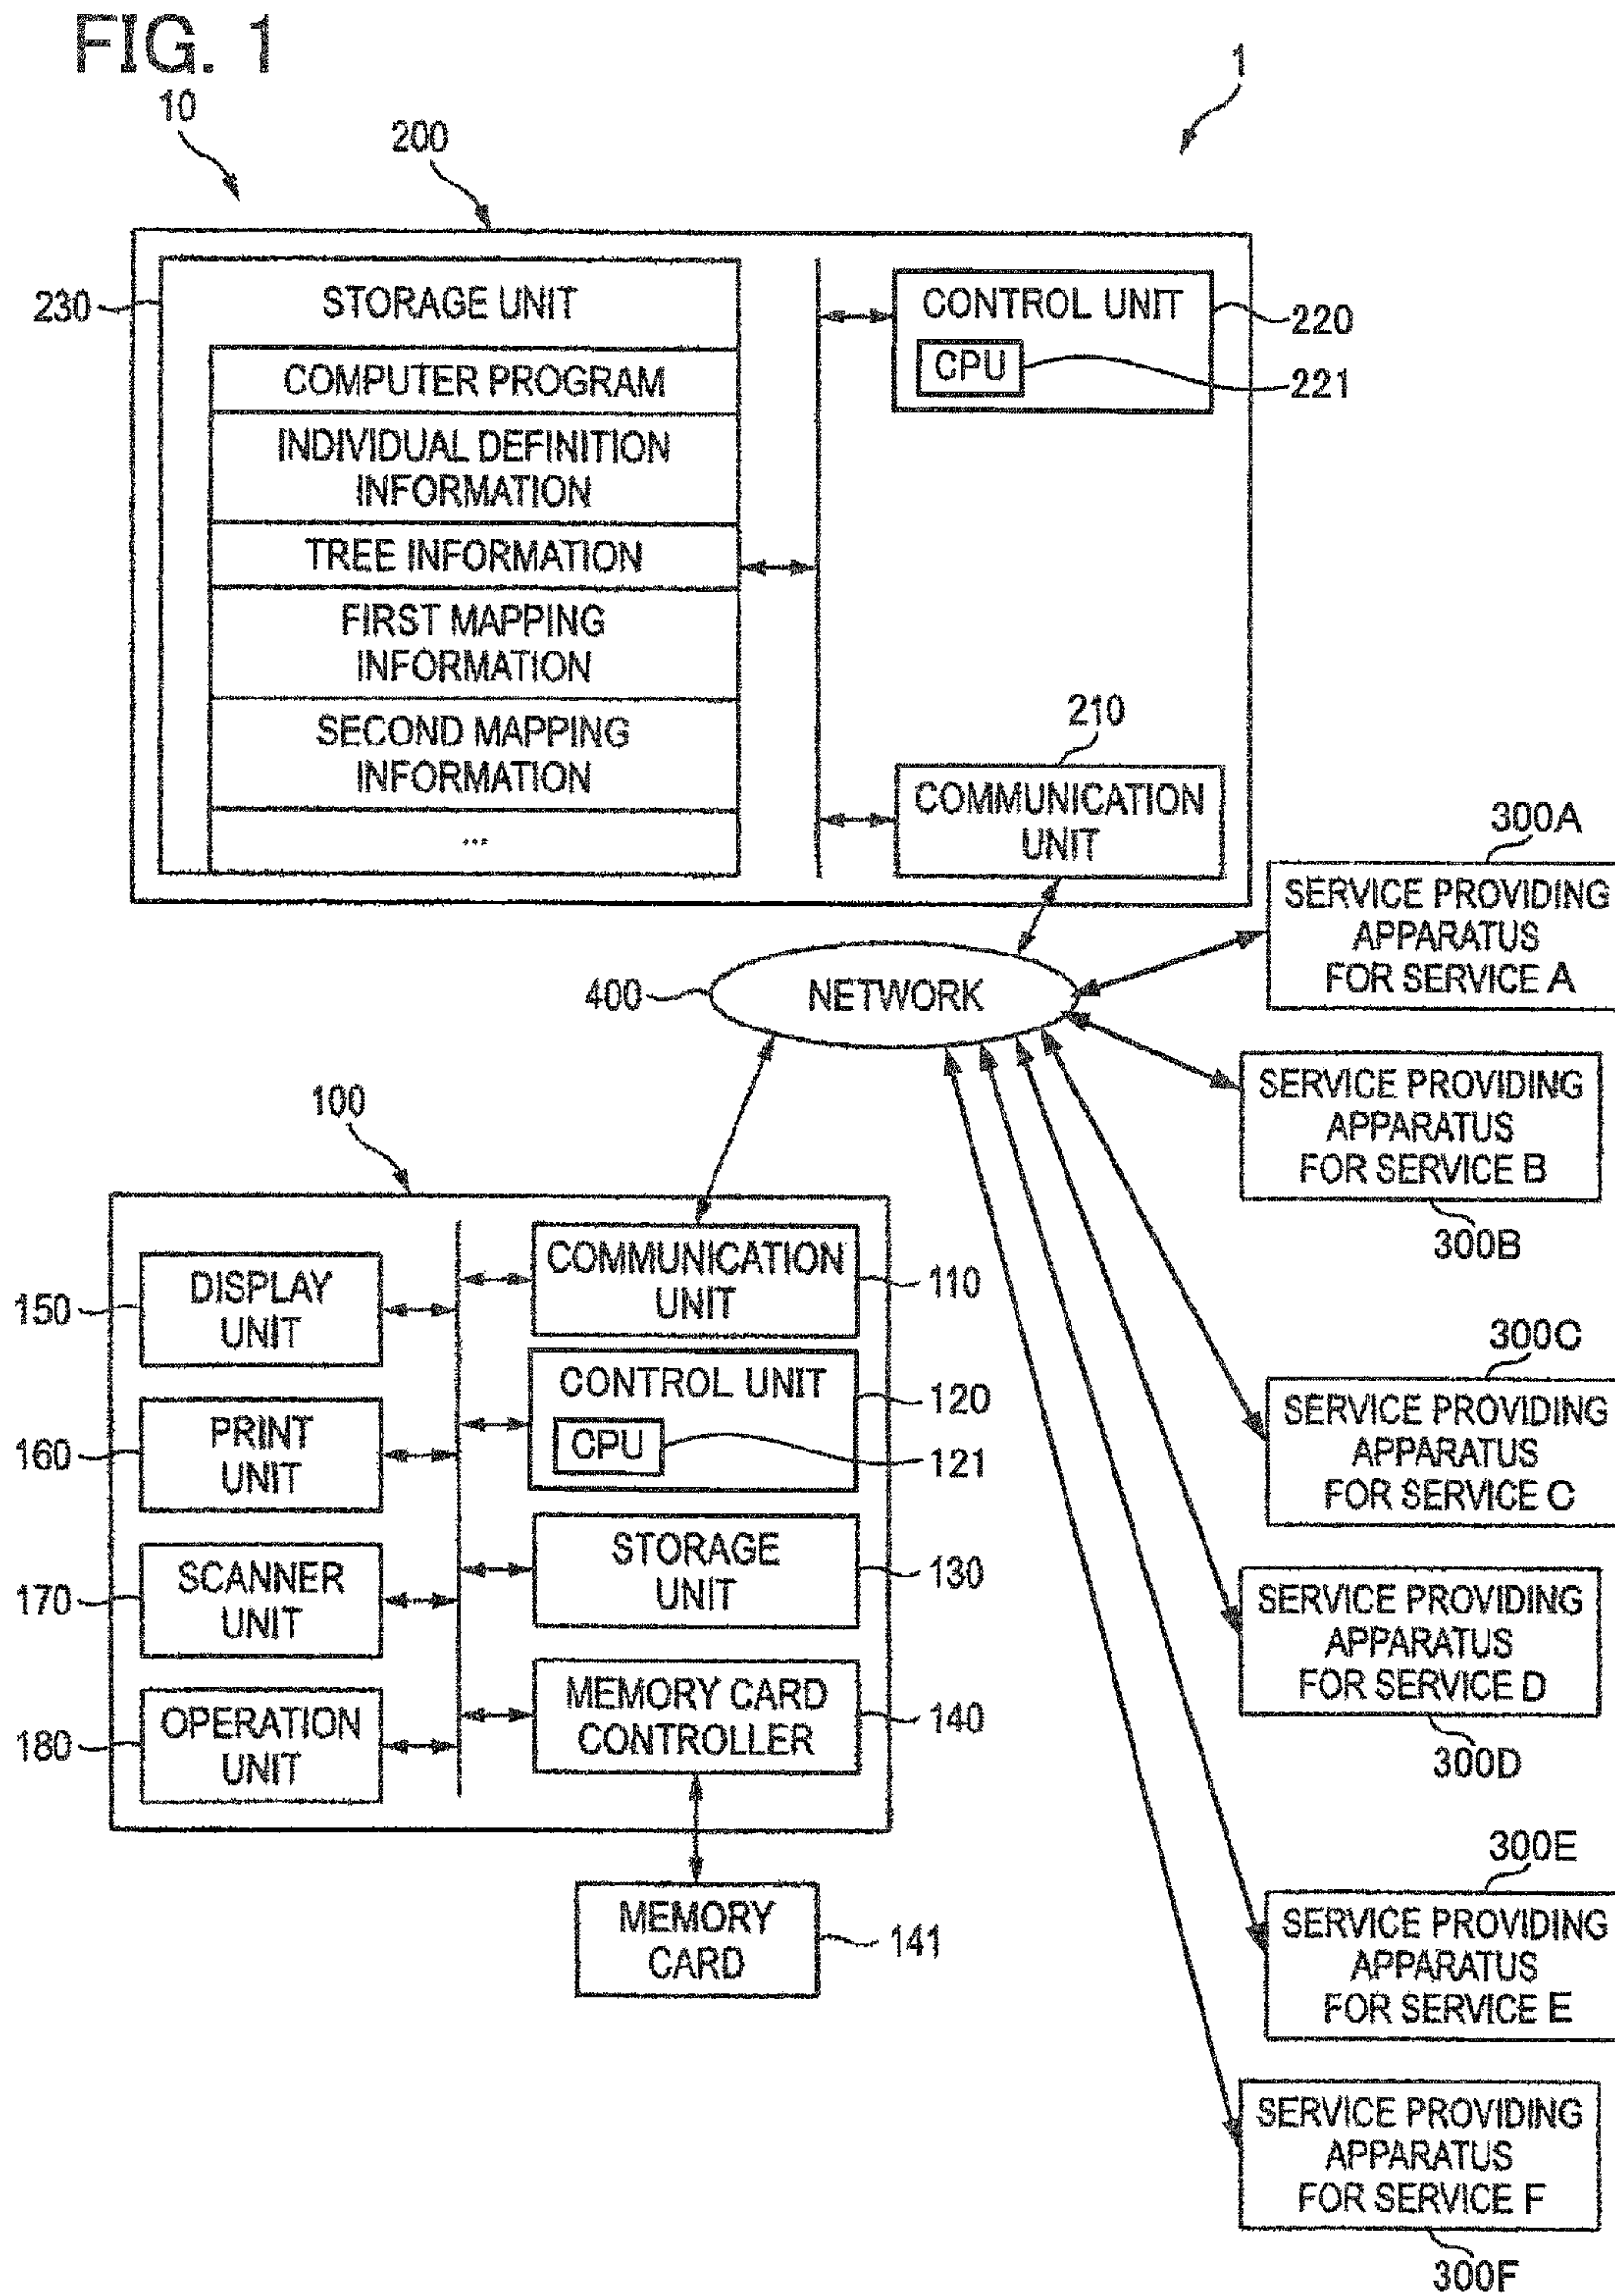 FIG. 1
1
10
200
230
STORAGE UNIT
COMPUTER PROGRAM
INDIVIDUAL DEFINITION
INFORMATION
TREE INFORMATION
FIRST MAPPING
INFORMATION
SECOND MAPPING
INFORMATION
...
CONTROL UNIT
CPU
220
221
210
COMMUNICATION
UNIT
400
NETWORK
300A
SERVICE PROVIDING
APPARATUS
FOR SERVICE A
SERVICE PROVIDING
APPARATUS
FOR SERVICE B
300B
300C
SERVICE PROVIDING
APPARATUS
FOR SERVICE C
SERVICE PROVIDING
APPARATUS
FOR SERVICE D
300D
300E
SERVICE PROVIDING
APPARATUS
FOR SERVICE E
SERVICE PROVIDING
APPARATUS
FOR SERVICE F
300F
100
150
DISPLAY
UNIT
160
PRINT
UNIT
170
SCANNER
UNIT
180
OPERATION
UNIT
COMMUNICATION
UNIT
110
CONTROL UNIT
CPU
120
121
STORAGE
UNIT
130
MEMORY CARD
CONTROLLER
140
MEMORY
CARD
141